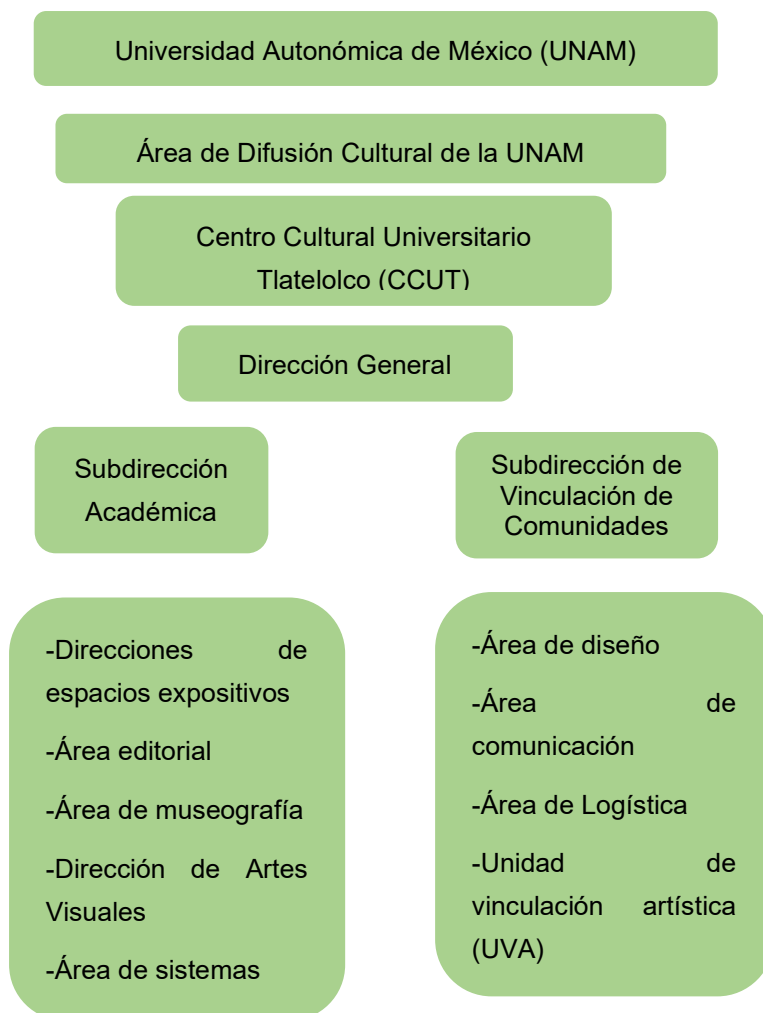 Universidad Autonómica de México (UNAM)
Área de Difusión Cultural de la UNAM
Centro Cultural Universitario
Tlatelolco (CCUT)
Dirección General
Subdirección
Académica
Subdirección de
Vinculación de
Comunidades
-Direcciones de
espacios expositivos
-Área editorial
-Área de museografía
-Dirección de Artes
Visuales
-Área de sistemas
-Área de diseño
-Área de
comunicación
-Área de Logística
-Unidad de
vinculación artística
(UVA)